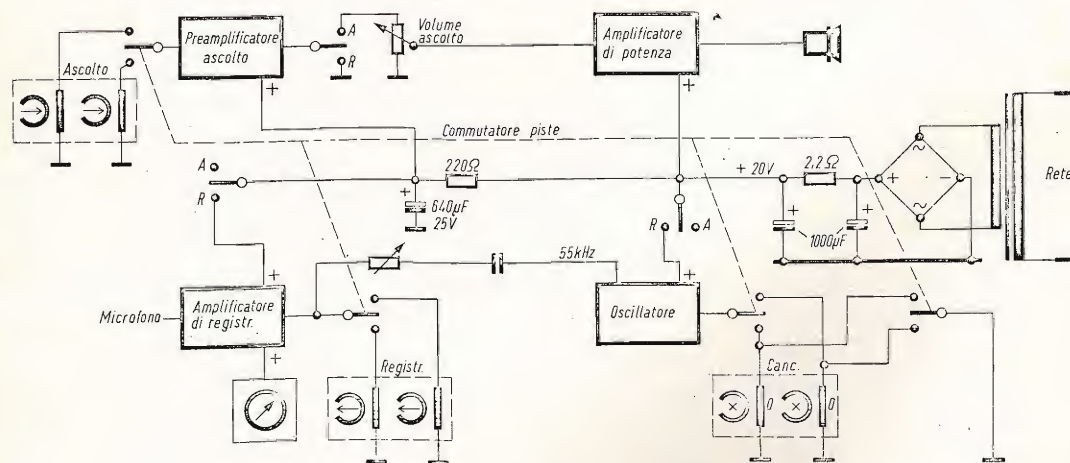 Ascolto
Preamplificatore
ascolto
+
A
R
Volume
ascolto
Amplificatore
di potenza
+
Commutatore piste
A
R
220Ω
+
640µF
25V
+ 20V
2,2Ω
+
+
1000µF
+
-
~
~
Rete
R
A
55kHz
Microfono
+
Amplificatore
di registr.
+
Registr.
+
Oscillatore
Canc.
0
0